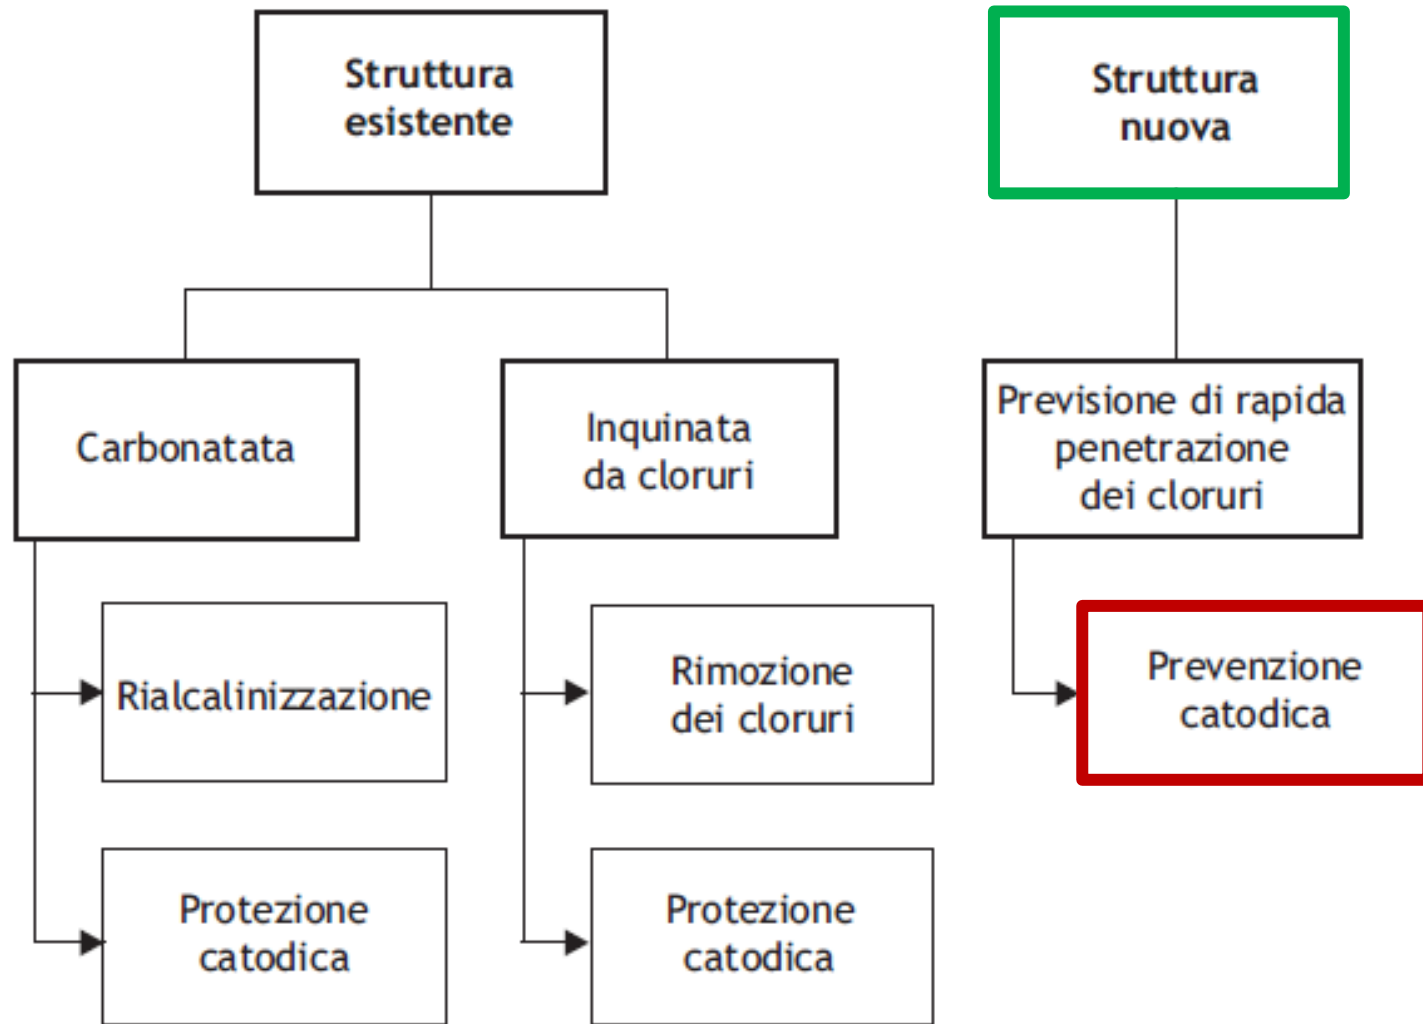 Struttura
esistente
Struttura
nuova
Carbonatata
Inquinata
da cloruri
Previsione di rapida
penetrazione
dei cloruri
Rialcalinizzazione
Rimozione
dei cloruri
Prevenzione
catodica
Protezione
catodica
Protezione
catodica